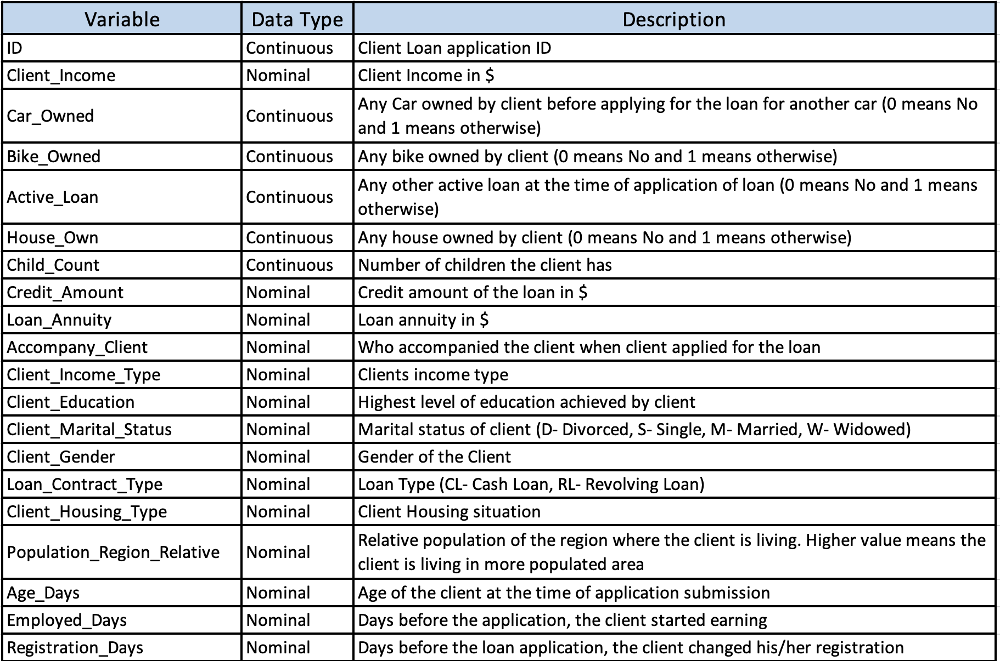 Variable Data Type Description
ID Continuous Client Loan application ID
Client_Income Nominal Client Income in $
Car_Owned Continuous Any Car owned by client before applying for the loan for another car (0 means No
and 1 means otherwise)
Bike_Owned Continuous Any bike owned by client (0 means No and 1 means otherwise)
Active_Loan Continuous Any other active loan at the time of application of loan (0 means No and 1 means
otherwise)
House_Own Continuous Any house owned by client (0 means No and 1 means otherwise)
Child_Count Continuous Number of children the client has
Credit_Amount Nominal Credit amount of the loan in $
Loan_Annuity Nominal Loan annuity in $
Accompany_Client Nominal Who accompanied the client when client applied for the loan
Client_Income_Type Nominal Clients income type
Client_Education Nominal Highest level of education achieved by client
Client_Marital_Status Nominal Marital status of client (D- Divorced, S- Single, M- Married, W- Widowed)
Client_Gender Nominal Gender of the Client
Loan_Contract_Type Nominal Loan Type (CL- Cash Loan, RL- Revolving Loan)
Client_Housing_Type Nominal Client Housing situation
Population_Region_Relative Nominal Relative population of the region where the client is living. Higher value means the
client is living in more populated area
Age_Days Nominal Age of the client at the time of application submission
Employed_Days Nominal Days before the application, the client started earning
Registration_Days Nominal Days before the loan application, the client changed his/her registration